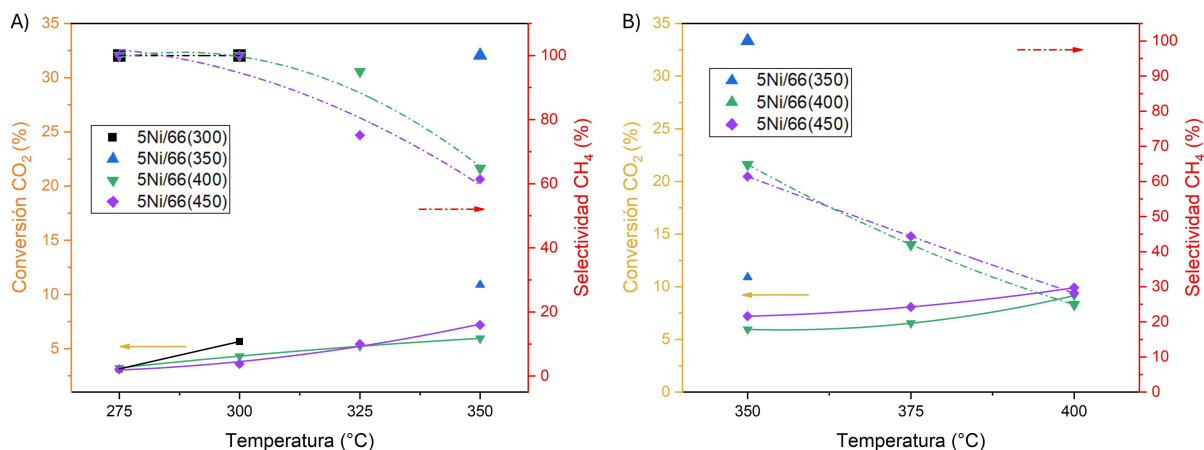 A)
35
30
25
20
15
10
5
Conversión CO₂ (%)
5Ni/66(300)
5Ni/66(350)
5Ni/66(400)
5Ni/66(450)
100
80
60
40
20
0
Selectividad CH₄ (%)
275 300 325 350
Temperatura (°C)
B)
35
30
25
20
15
10
5
0
Conversión CO₂ (%)
5Ni/66(350)
5Ni/66(400)
5Ni/66(450)
100
90
80
70
60
50
40
30
20
10
0
Selectividad CH₄ (%)
350 375 400
Temperatura (°C)